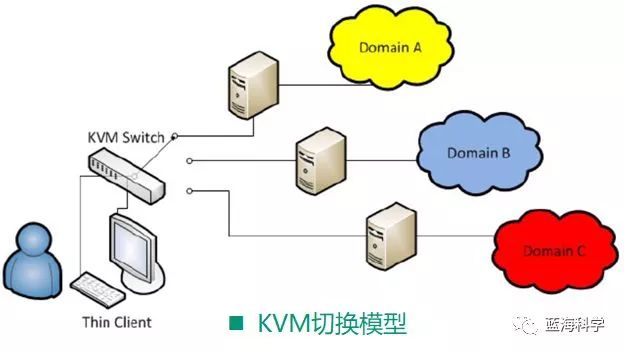 Domain A
KVM Switch
Domain B
Domain C
Thin Client
■ KVM切换模型
蓝海科学